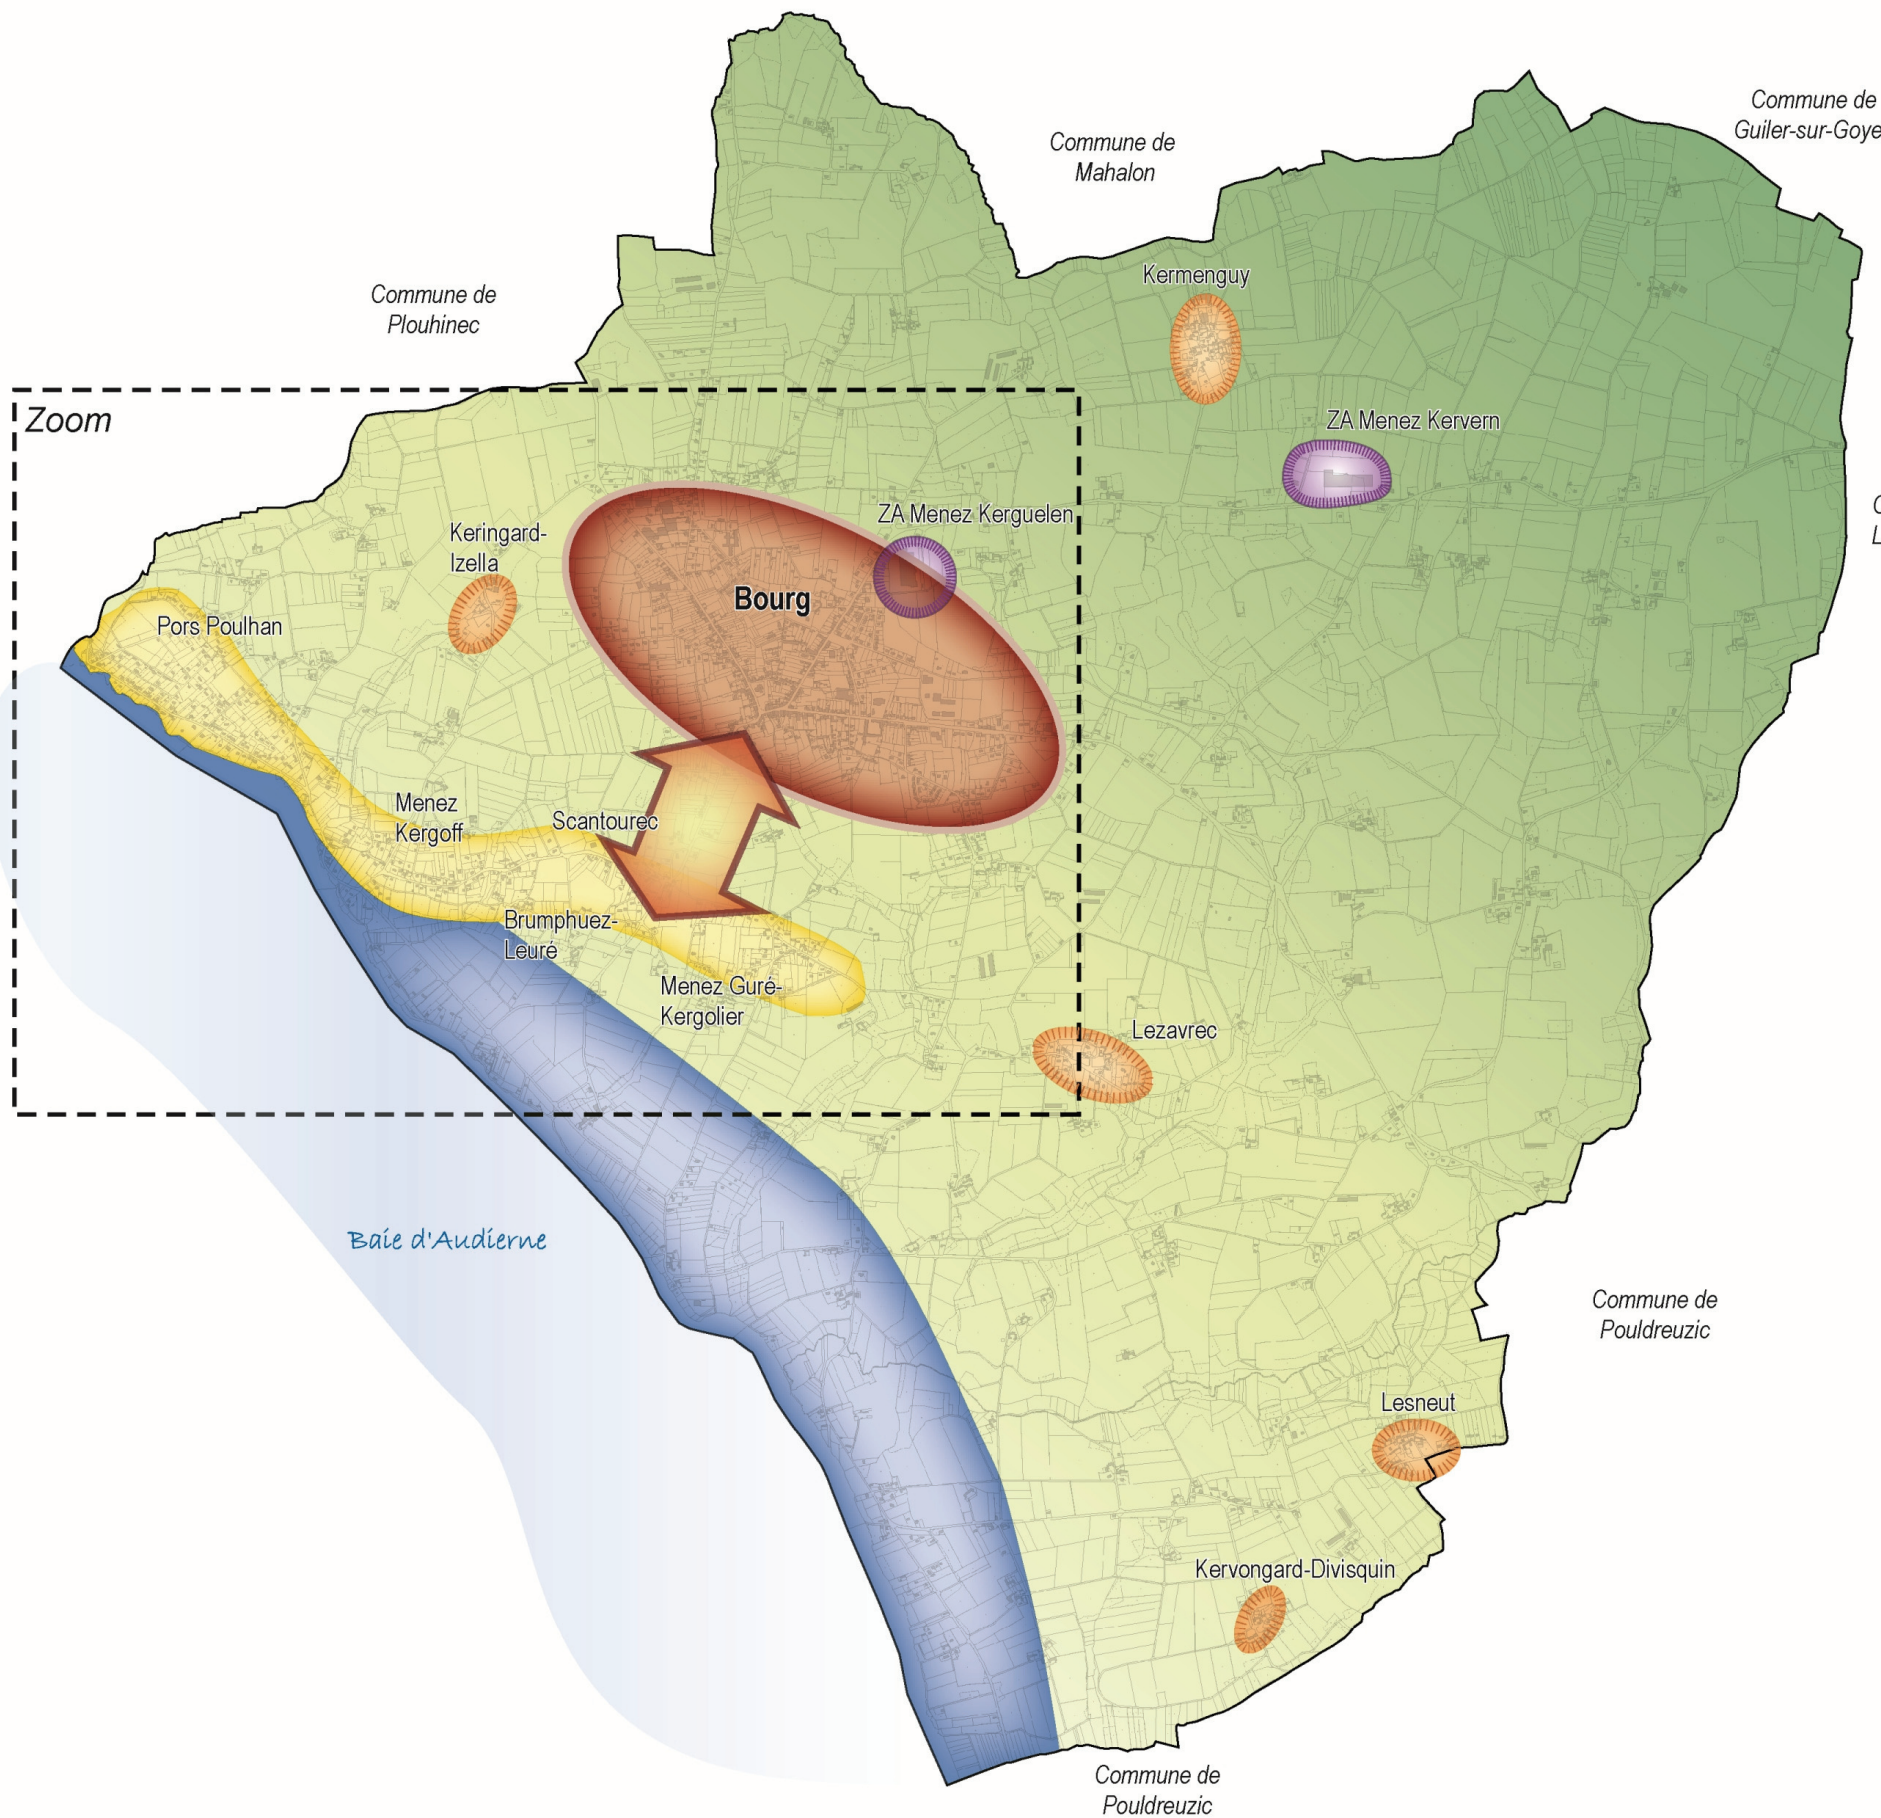 Commune de
Guiler-sur-Goye
Commune de
Mahalon
Kermenguy
Commune de
Plouhinec
Zoom
ZA Menez Kervern
C
L
ZA Menez Kerguelen
Keringard-
Izella
Bourg
Pors Poulhan
Menez
Kergoff
Scantourec
Brumphuez-
Leuré
Menez Guré-
Kergolier
Lezavrec
Baie d'Audierne
Commune de
Pouldreuzic
Lesneut
Kervongard-Divisquin
Commune de
Pouldreuzic